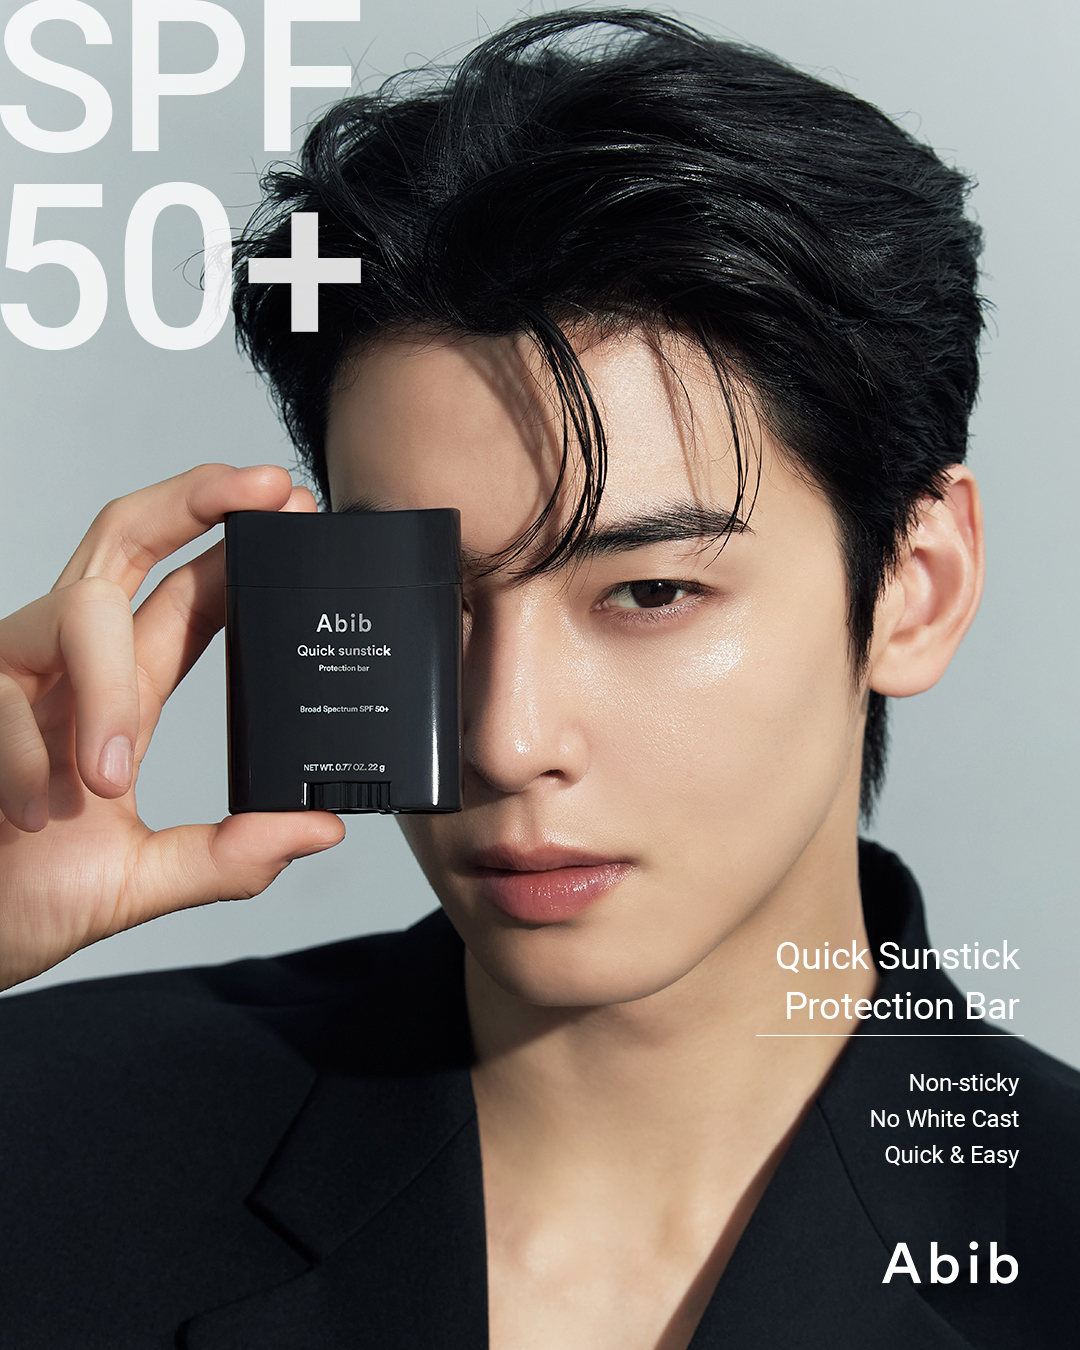 SPF
50+
Abib
Quick sunstick
Protection bar
Broad Spectrum SPF 50+
NET WT. 0.77 OZ. 22 g
Quick Sunstick
Protection Bar
Non-sticky
No White Cast
Quick & Easy
Abib